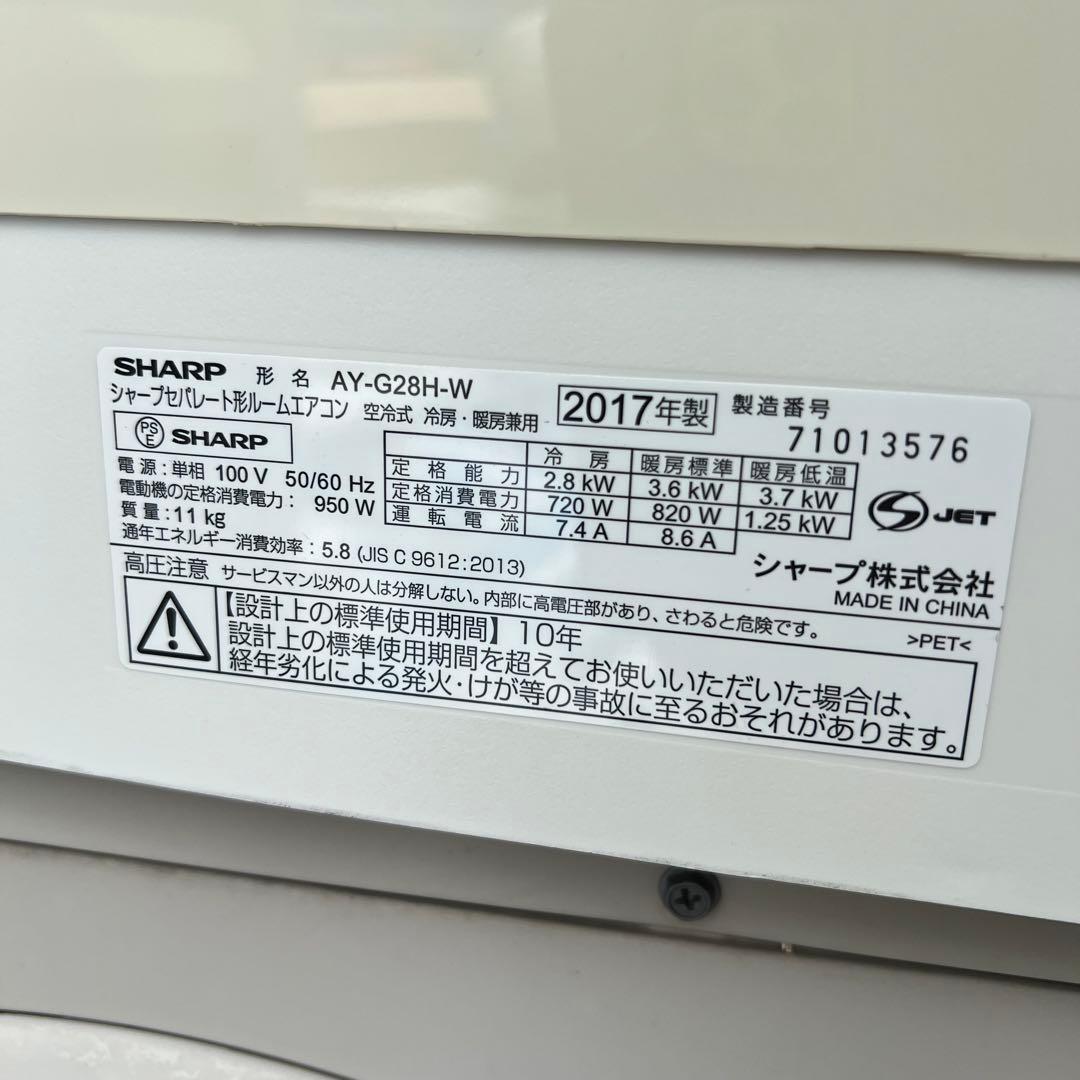 SHARP 形名 AY-G28H-W
シャープセパレート形ルームエアコン 空冷式 冷房・暖房兼用
2017年製 製造番号
71013576
PS E SHARP
電源:単相 100 V 50/60 Hz
電動機の定格消費電力: 950 W
質量:11 kg
通年エネルギー消費効率:5.8 (JIS C 9612:2013)
冷房 暖房標準 暖房低温
定格能力 2.8 kW 3.6 kW 3.7 kW
定格消費電力 720 W 820 W 1.25 kW
運転電流 7.4 A 8.6 A
JET
シャープ株式会社
MADE IN CHINA
高圧注意 サービスマン以外の人は分解しない。内部に高電圧部があり、さわると危険です。
>PET<
【設計上の標準使用期間】10年
設計上の標準使用期間を超えてお使いいただいた場合は、
経年劣化による発火・けが等の事故に至るおそれがあります。